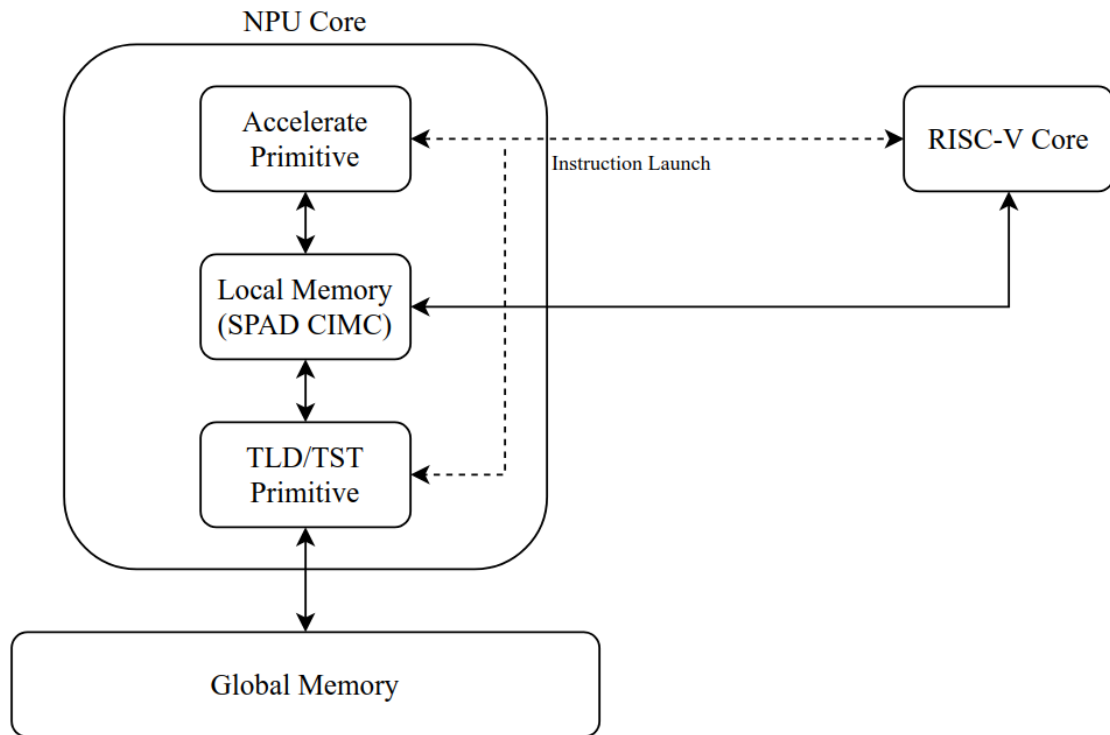 NPU Core
Accelerate
Primitive
RISC-V Core
Instruction Launch
Local Memory
(SPAD CIMC)
TLD/TST
Primitive
Global Memory